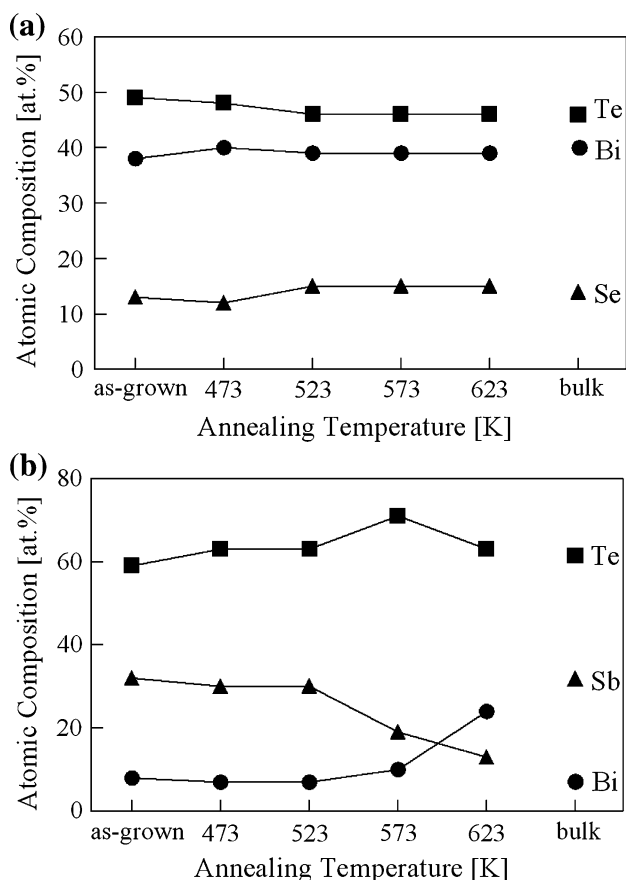 (a)
60
50
40
30
20
10
0
Atomic Composition [at.%]
Te
Bi
Se
as-grown 473 523 573 623 bulk
Annealing Temperature [K]
(b)
80
60
40
20
0
Atomic Composition [at.%]
Te
Sb
Bi
as-grown 473 523 573 623 bulk
Annealing Temperature [K]